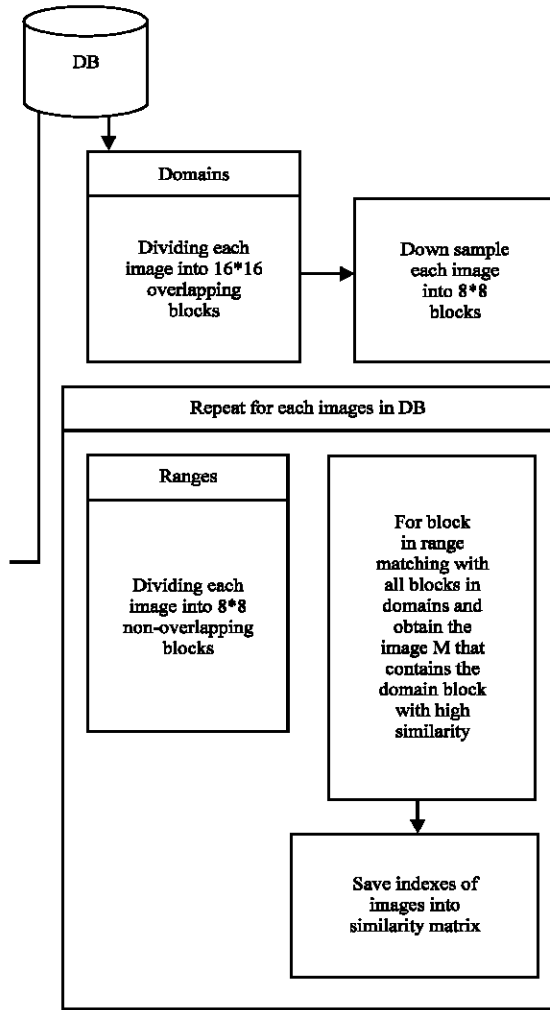 DB
Domains
Dividing each
image into 16*16
overlapping
blocks
Down sample
each image
into 8*8
blocks
Repeat for each images in DB
Ranges
Dividing each
image into 8*8
non-overlapping
blocks
For block
in range
matching with
all blocks in
domains and
obtain the
image M that
contains the
domain block
with high
similarity
Save indexes of
images into
similarity matrix